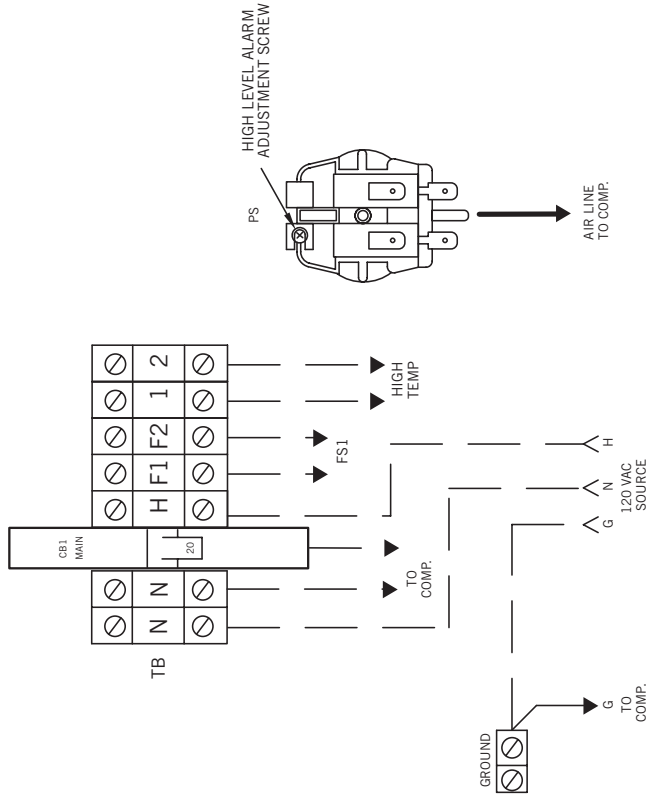 HIGH LEVEL ALARM
ADJUSTMENT SCREW
PS
AIR LINE
TO COMP.
TB
N
N
CB1
MAIN
20
H
F1
F2
1
2
TO
COMP.
FS1
HIGH
TEMP
GROUND
G
TO
COMP.
G
N
H
120 VAC
SOURCE